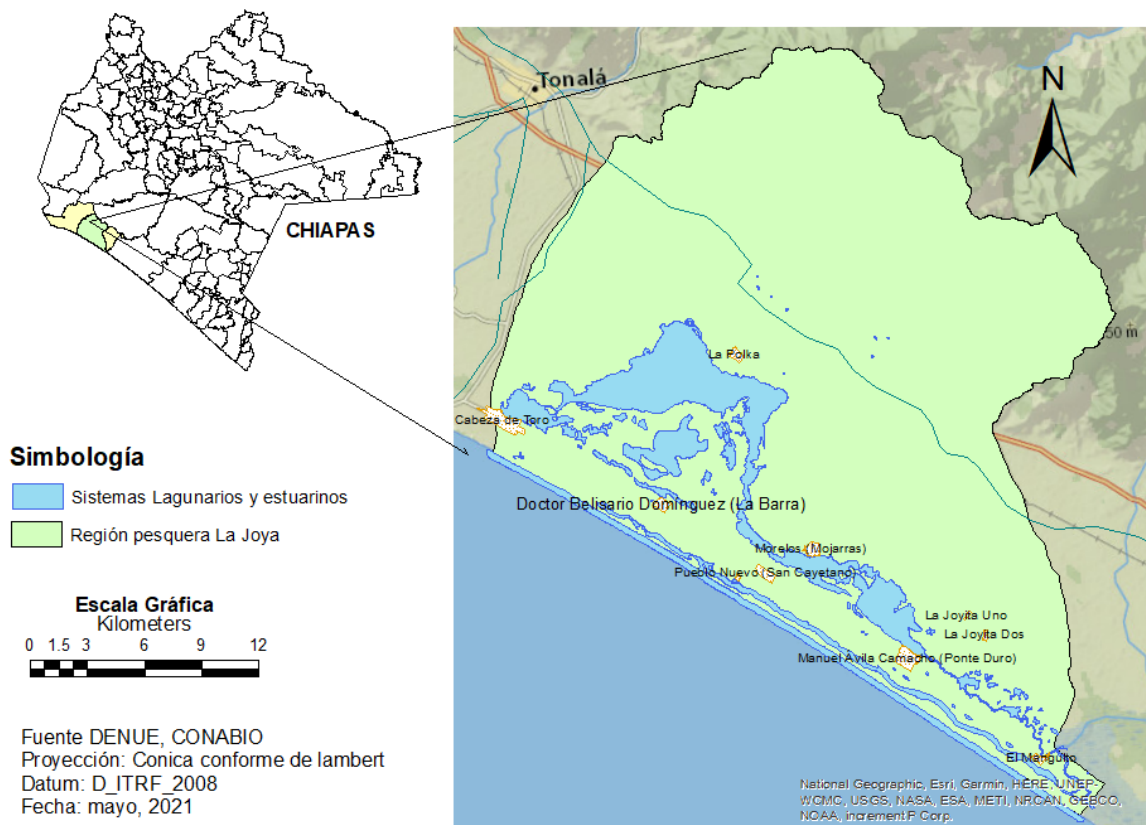 CHIAPAS
Simbología
Sistemas Lagunarios y estuarinos
Región pesquera La Joya
Escala Gráfica
Kilometers
0 1.5 3 6 9 12
Fuente DENUE, CONABIO
Proyección: Conica conforme de lambert
Datum: D_ITRF_2008
Fecha: mayo, 2021
Tonalá
N
50 m
La Polka
Cabeza de Toro
Doctor Belisario Domínguez (La Barra)
Morelos (Mojarras)
Pueblo Nuevo (San Cayetano)
La Joyita Uno
La Joyita Dos
Manuel Ávila Camacho (Ponte Duro)
El Manguito
National Geographic, Esri, Garmin, HERE, UNEP-
WCMC, USGS, NASA, ESA, METI, NRCAN, GEBCO,
NOAA, increment P Corp.